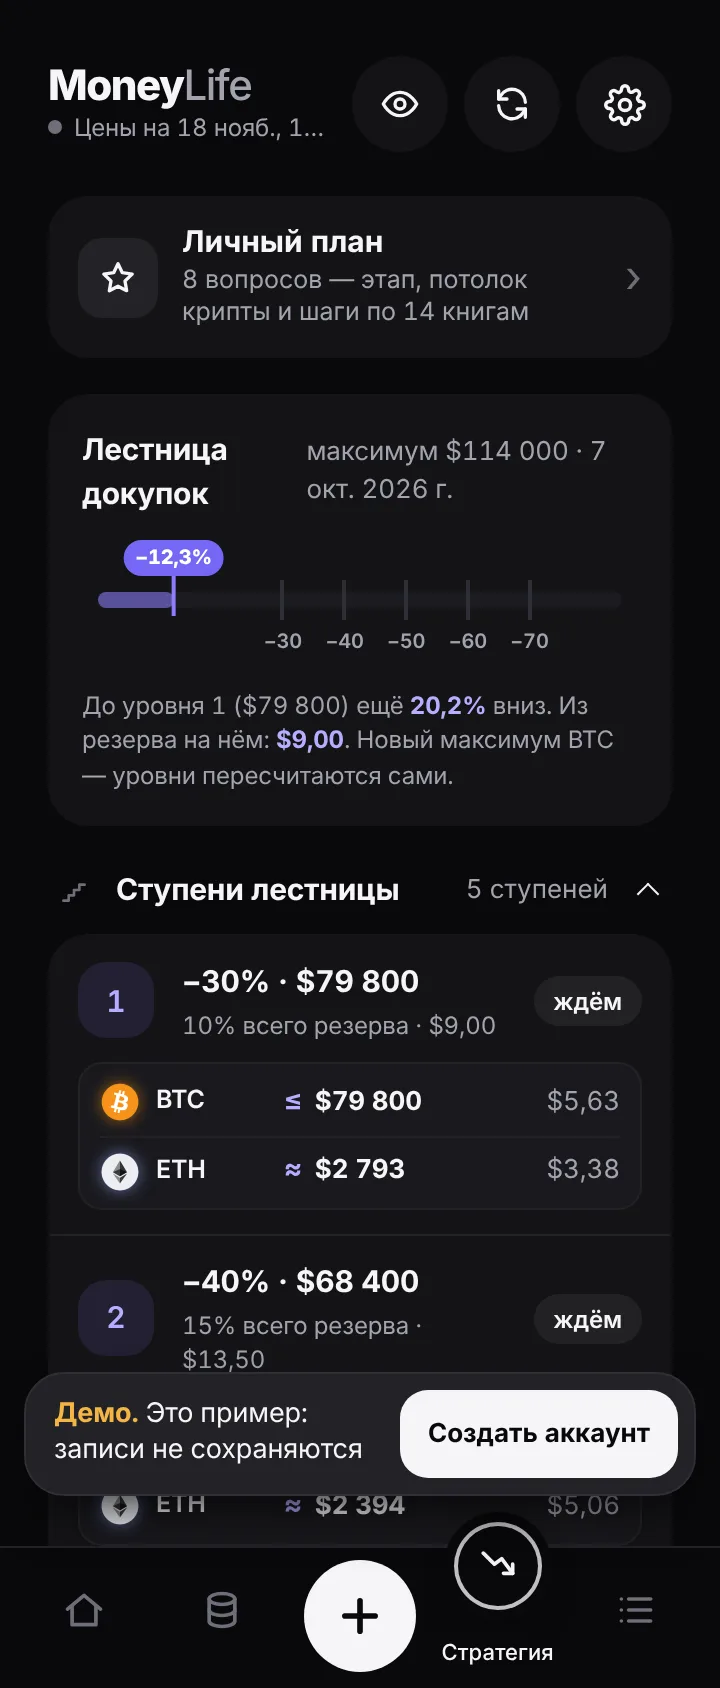 MoneyLife
Цены на 18 нояб., 1...
Личный план
8 вопросов — этап, потолок
крипты и шаги по 14 книгам
Лестница
докупок
максимум $114 000 · 7
окт. 2026 г.
−12,3%
−30 −40 −50 −60 −70
До уровня 1 ($79 800) ещё 20,2% вниз. Из
резерва на нём: $9,00. Новый максимум BTC
— уровни пересчитаются сами.
Ступени лестницы 5 ступеней
1 −30% · $79 800 ждём
10% всего резерва · $9,00
BTC ≤ $79 800 $5,63
ETH ≈ $2 793 $3,38
2 −40% · $68 400 ждём
15% всего резерва ·
$13,50
Демо. Это пример:
записи не сохраняются
Создать аккаунт
ETH ≈ $2 394 $5,06
Стратегия